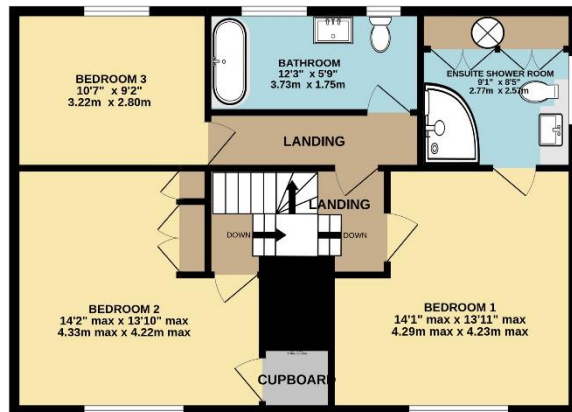 BEDROOM 3
10'7" x 9'2"
3.22m x 2.80m
BATHROOM
12'3" x 5'9"
3.73m x 1.75m
ENSUITE SHOWER ROOM
9'1" x 8'5"
2.77m x 2.57m
LANDING
LANDING
DOWN
DOWN
BEDROOM 2
14'2" max x 13'10" max
4.33m max x 4.22m max
BEDROOM 1
14'1" max x 13'11" max
4.29m max x 4.23m max
CUPBOARD